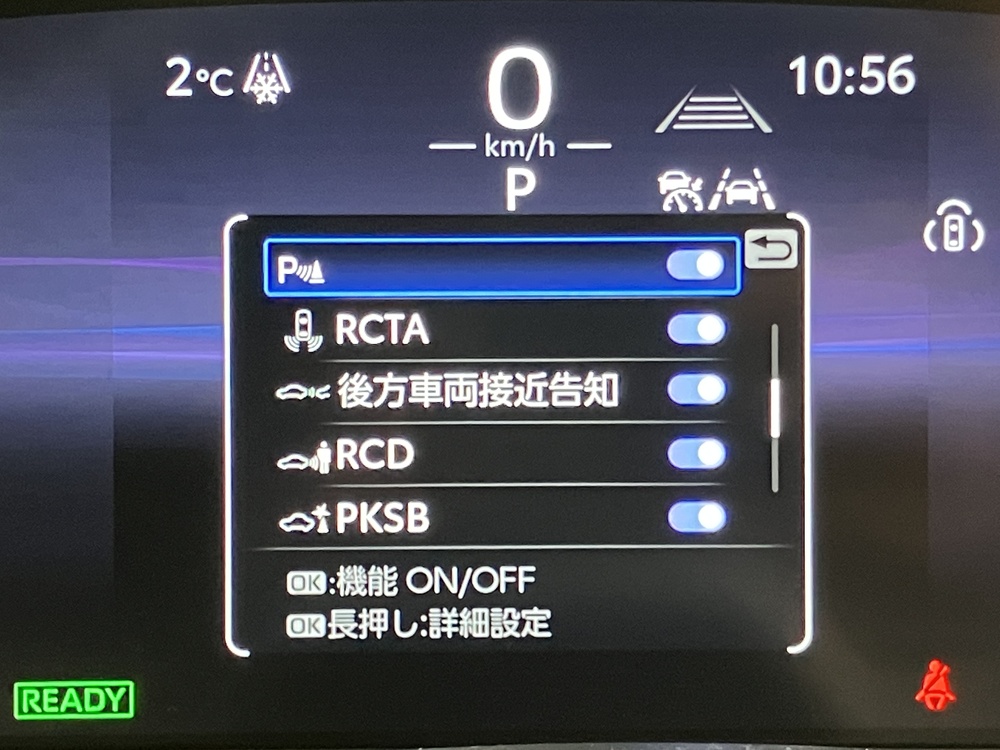 2°C
0
km/h
P
10:56
P
RCTA
後方車両接近告知
RCD
PKSB
OK:機能 ON/OFF
OK長押し:詳細設定
READY